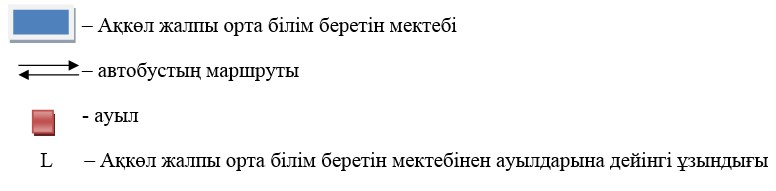 – Ақкөл жалпы орта білім беретін мектебі
– автобустың маршруты
- ауыл
L – Ақкөл жалпы орта білім беретін мектебінен ауылдарына дейінгі ұзындығы